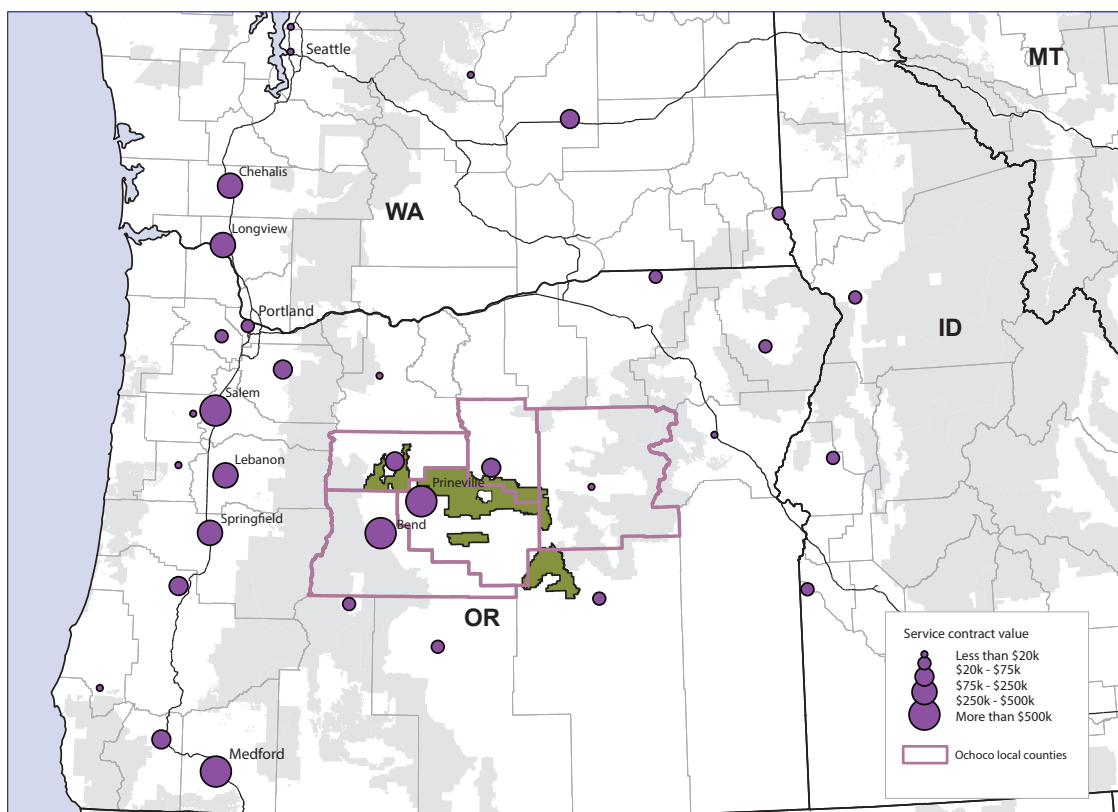 Seattle
MT
Chehalis
WA
Longview
Portland
ID
Salem
Lebanon
Prineville
Springfield
Bend
OR
Medford
Service contract value
Less than $20k
$20k - $75k
$75k - $250k
$250k - $500k
More than $500k
Ochoco local counties